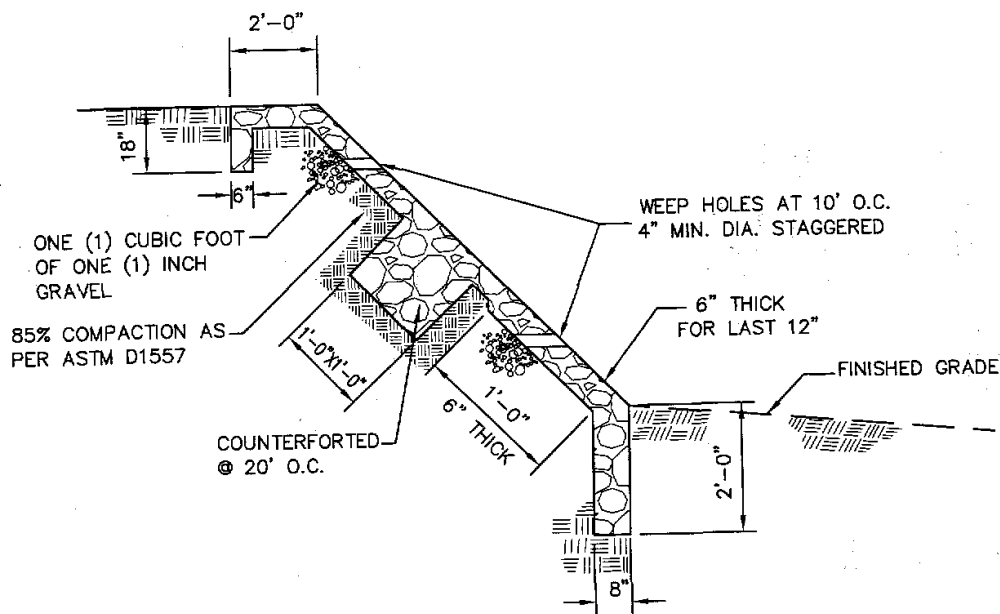 2'-0"
18"
6"
ONE (1) CUBIC FOOT
OF ONE (1) INCH
GRAVEL
85% COMPACTION AS
PER ASTM D1557
1'-0"X1'-0"
COUNTERFORTED
@ 20' O.C.
1'-0"
6"
THICK
WEEP HOLES AT 10' O.C.
4" MIN. DIA. STAGGERED
6" THICK
FOR LAST 12"
FINISHED GRADE
2'-0"
8"